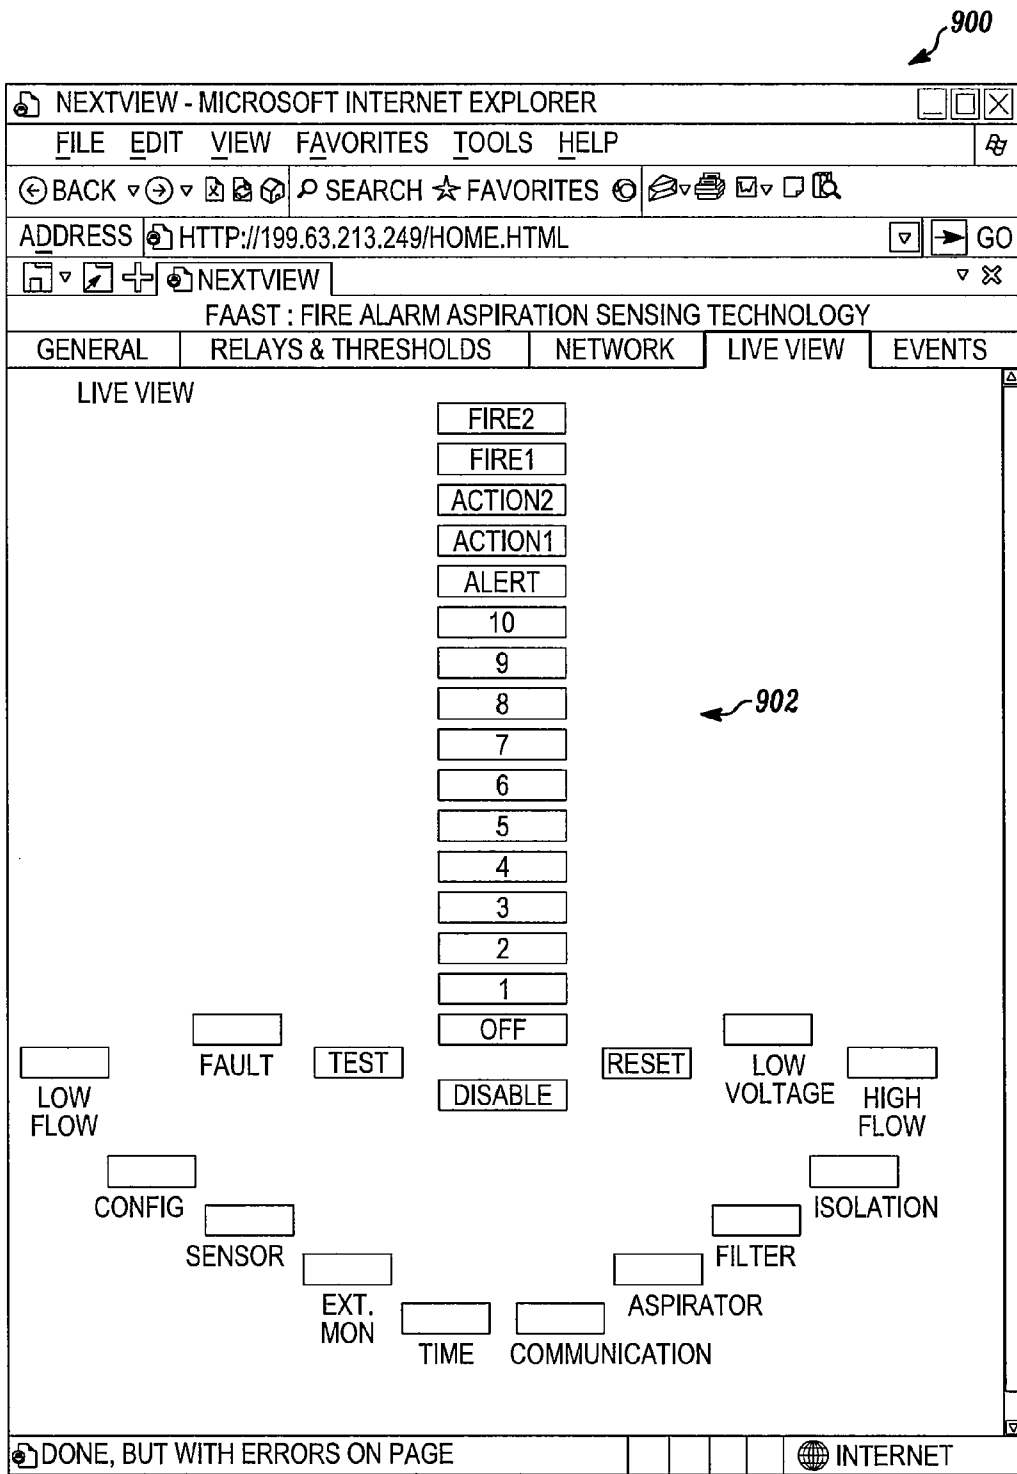 900
NEXTVIEW - MICROSOFT INTERNET EXPLORER
FILE EDIT VIEW FAVORITES TOOLS HELP
BACK SEARCH FAVORITES
ADDRESS HTTP://199.63.213.249/HOME.HTML GO
NEXTVIEW
FAAST : FIRE ALARM ASPIRATION SENSING TECHNOLOGY
GENERAL RELAYS & THRESHOLDS NETWORK LIVE VIEW EVENTS
LIVE VIEW
FIRE2
FIRE1
ACTION2
ACTION1
ALERT
10
9
8
902
7
6
5
4
3
2
1
OFF
FAULT TEST RESET LOW VOLTAGE
DISABLE
LOW FLOW
HIGH FLOW
CONFIG
ISOLATION
SENSOR
FILTER
EXT. MON
ASPIRATOR
TIME
COMMUNICATION
DONE, BUT WITH ERRORS ON PAGE INTERNET